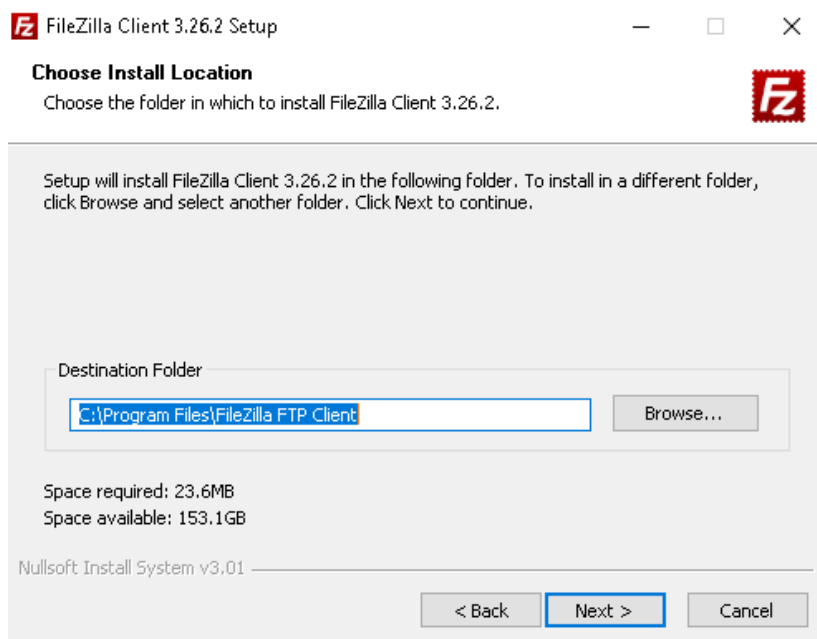 FileZilla Client 3.26.2 Setup
Choose Install Location
Choose the folder in which to install FileZilla Client 3.26.2.
Fz
Setup will install FileZilla Client 3.26.2 in the following folder. To install in a different folder,
click Browse and select another folder. Click Next to continue.
Destination Folder
C:\Program Files\FileZilla FTP Client
Browse...
Space required: 23.6MB
Space available: 153.1GB
Nullsoft Install System v3.01
< Back
Next >
Cancel